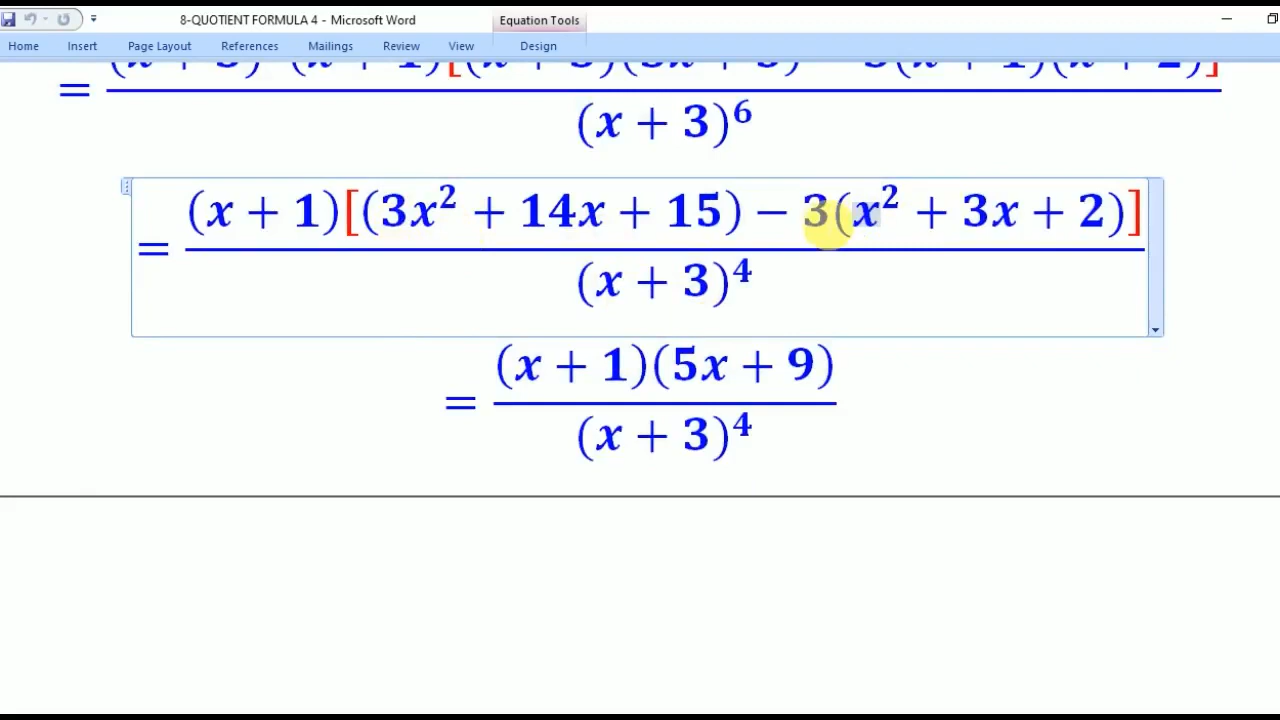 8-QUOTIENT FORMULA 4 - Microsoft Word
Equation Tools
Home Insert Page Layout References Mailings Review View Design
= (x + 3)⁶
= (x + 1)[(3x² + 14x + 15) − 3(x² + 3x + 2)]
(x + 3)⁴
= (x + 1)(5x + 9)
(x + 3)⁴